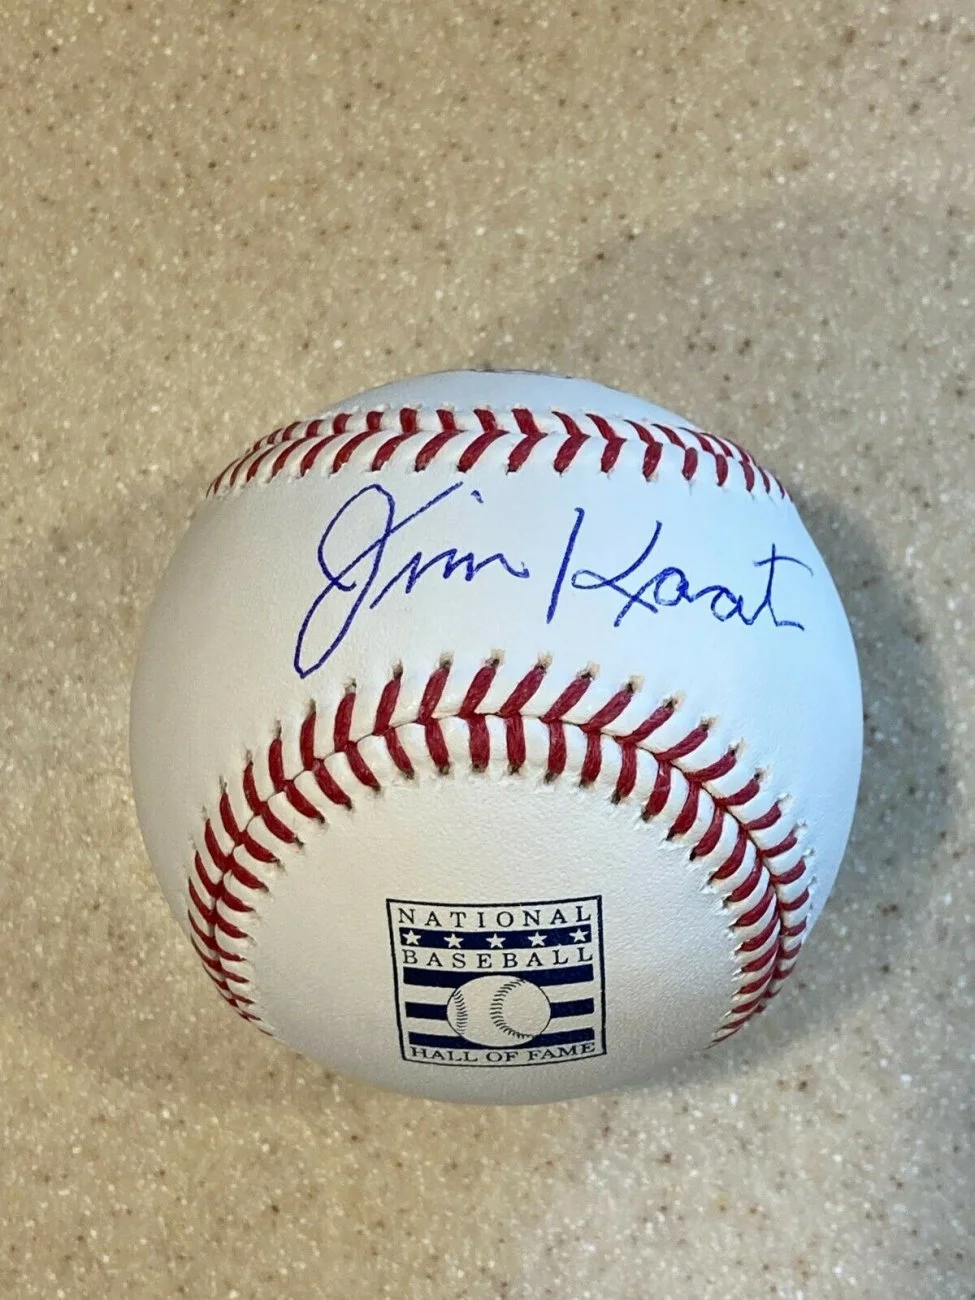 Jim Kaat
NATIONAL
BASEBALL
HALL OF FAME